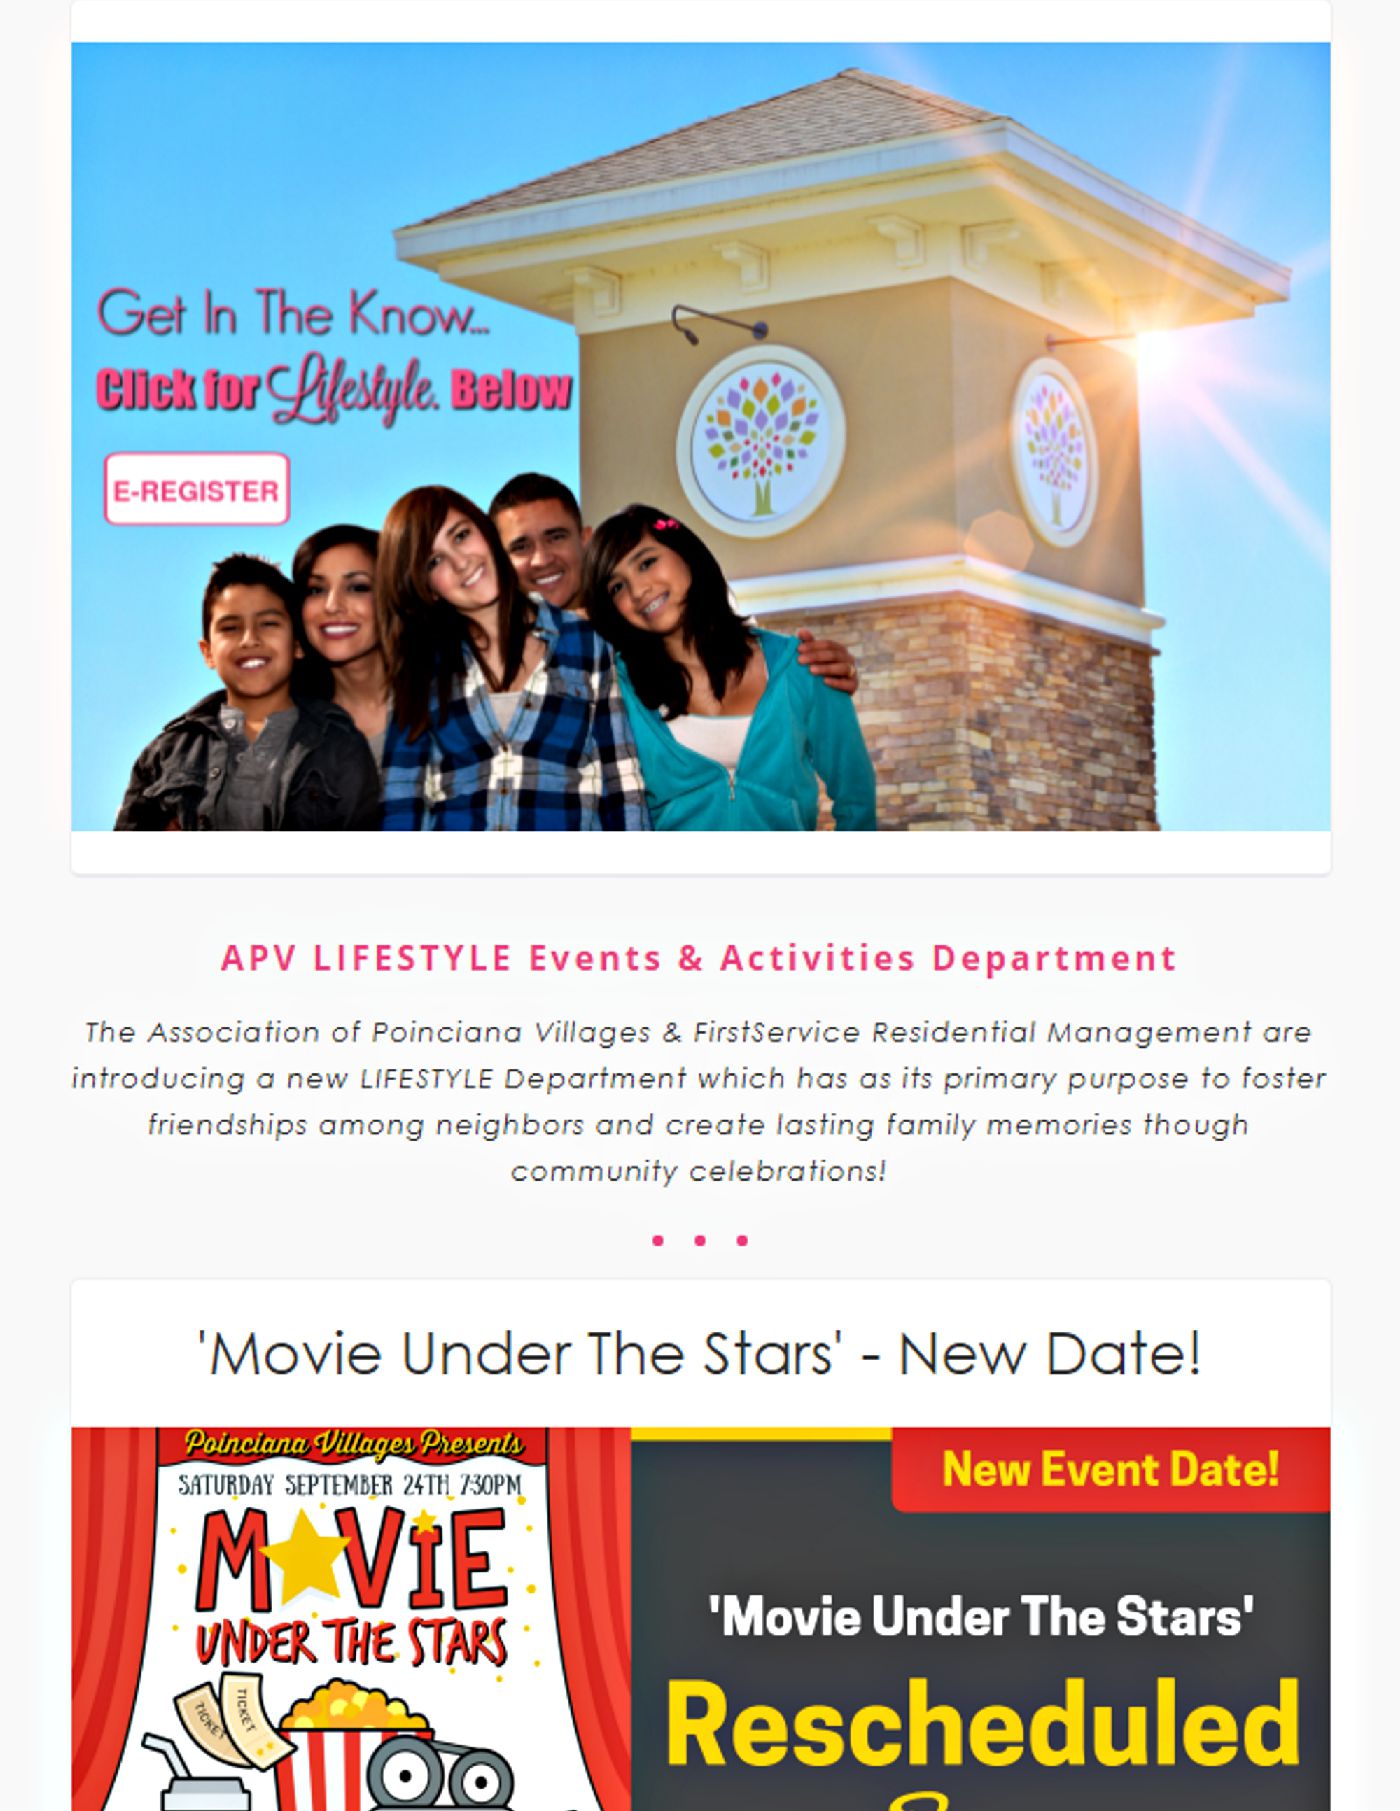 Get In The Know...
Click for Lifestyle. Below
E-REGISTER
APV LIFESTYLE Events & Activities Department
The Association of Poinciana Villages & FirstService Residential Management are
introducing a new LIFESTYLE Department which has as its primary purpose to foster
friendships among neighbors and create lasting family memories though
community celebrations!
'Movie Under The Stars' - New Date!
Poinciana Villages Presents
SATURDAY SEPTEMBER 24TH 7:30PM
MOVIE
UNDER THE STARS
TICKET
TICKET
New Event Date!
'Movie Under The Stars'
Rescheduled